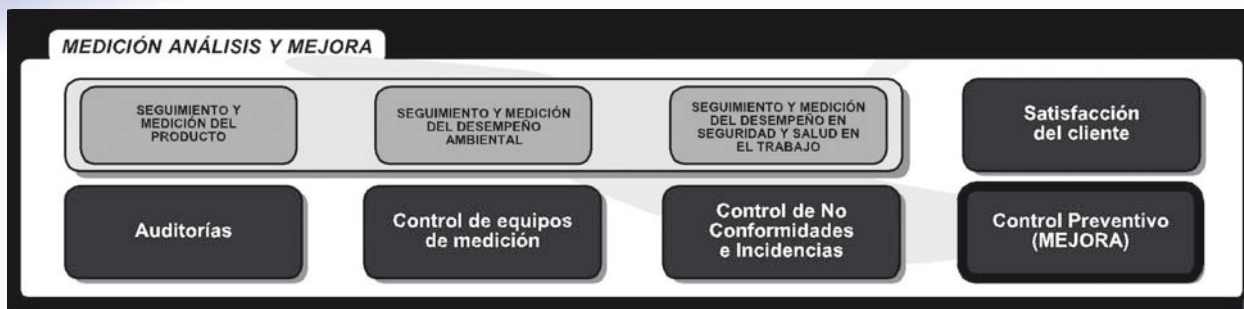 MEDICIÓN ANÁLISIS Y MEJORA
SEGUIMIENTO Y
MEDICIÓN DEL
PRODUCTO
SEGUIMIENTO Y MEDICIÓN
DEL DESEMPEÑO
AMBIENTAL
SEGUIMIENTO Y MEDICIÓN
DEL DESEMPEÑO EN
SEGURIDAD Y SALUD EN
EL TRABAJO
Satisfacción
del cliente
Auditorías
Control de equipos
de medición
Control de No
Conformidades
e Incidencias
Control Preventivo
(MEJORA)